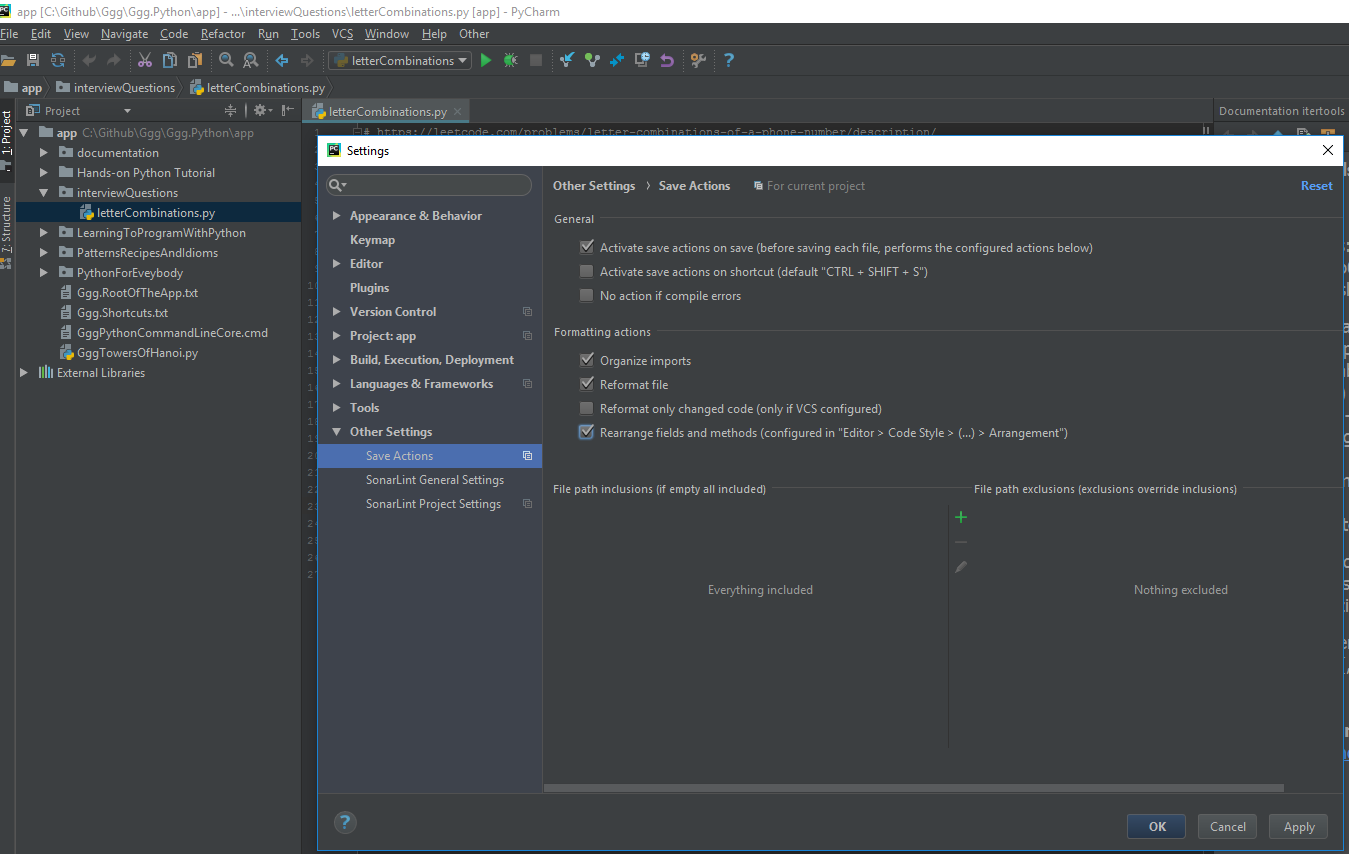 app [C:\Github\Ggg\Ggg.Python\app] - ...\interviewQuestions\letterCombinations.py [app] - PyCharm
File Edit View Navigate Code Refactor Run Tools VCS Window Help Other
letterCombinations
app interviewQuestions letterCombinations.py
1: Project
7: Structure
Project
app C:\Github\Ggg\Ggg.Python\app
documentation
Hands-on Python Tutorial
interviewQuestions
letterCombinations.py
LearningToProgramWithPython
PatternsRecipesAndIdioms
PythonForEveybody
Ggg.RootOfTheApp.txt
Ggg.Shortcuts.txt
GggPythonCommandLineCore.cmd
GggTowersOfHanoi.py
External Libraries
letterCombinations.py
# https://leetcode.com/problems/letter-combinations-of-a-phone-number/description/
Documentation itertools
Settings
Appearance & Behavior
Keymap
Editor
Plugins
Version Control
Project: app
Build, Execution, Deployment
Languages & Frameworks
Tools
Other Settings
Save Actions
SonarLint General Settings
SonarLint Project Settings
Other Settings › Save Actions For current project Reset
General
Activate save actions on save (before saving each file, performs the configured actions below)
Activate save actions on shortcut (default "CTRL + SHIFT + S")
No action if compile errors
Formatting actions
Organize imports
Reformat file
Reformat only changed code (only if VCS configured)
Rearrange fields and methods (configured in "Editor > Code Style > (...) > Arrangement")
File path inclusions (if empty all included) File path exclusions (exclusions override inclusions)
Everything included Nothing excluded
OK Cancel Apply